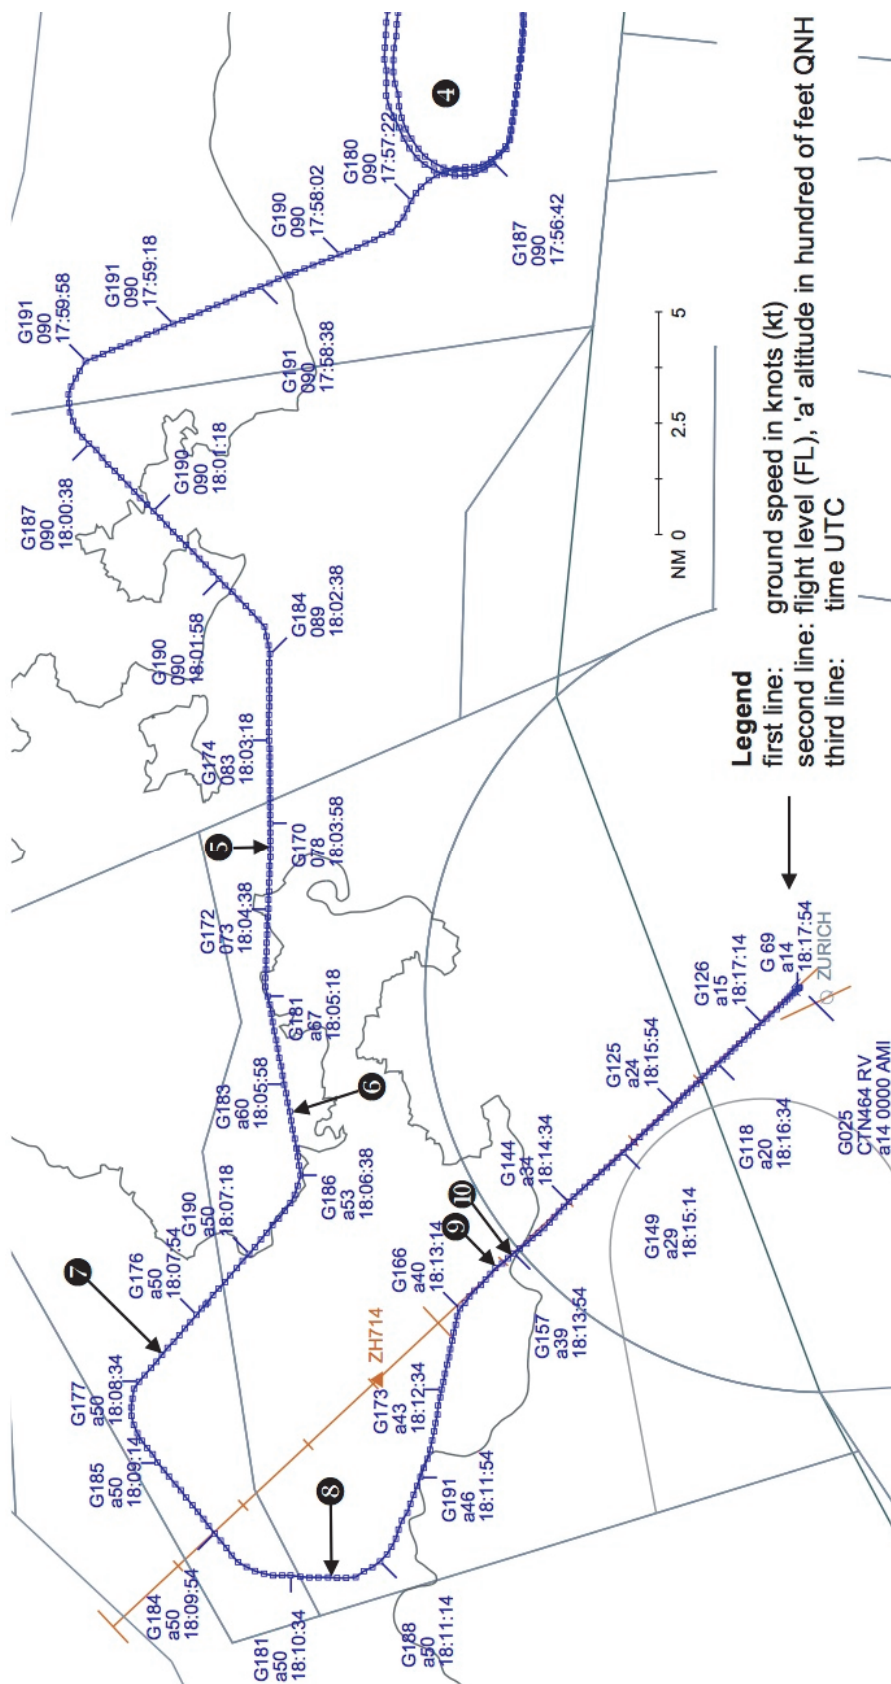 G191
090
17:59:58
G191
090
17:59:18
G190
090
17:58:02
G180
090
17:57:22
4
G187
090
17:56:42
G191
090
17:58:38
G187
090
18:00:38
G190
090
18:01:18
G190
090
18:01:58
G184
089
18:02:38
G174
083
18:03:18
5
G170
078
18:03:58
G172
073
18:04:38
G181
a67
18:05:18
G183
a60
18:05:58
6
G186
a53
18:06:38
G190
a50
18:07:18
G176
a50
18:07:54
7
G177
a50
18:08:34
G185
a50
18:09:14
G184
a50
18:09:54
8
G181
a50
18:10:34
G188
a50
18:11:14
G191
a46
18:11:54
G173
a43
18:12:34
ZH714
G166
a40
18:13:14
9
10
G157
a39
18:13:54
G144
a34
18:14:34
G149
a29
18:15:14
G125
a24
18:15:54
G118
a20
18:16:34
G126
a15
18:17:14
G 69
a14
18:17:54
ZURICH
G025
CTN464 RV
a14 0000 AMI
NM 0 2.5 5
Legend
first line: ground speed in knots (kt)
second line: flight level (FL), 'a' altitude in hundred of feet QNH
third line: time UTC